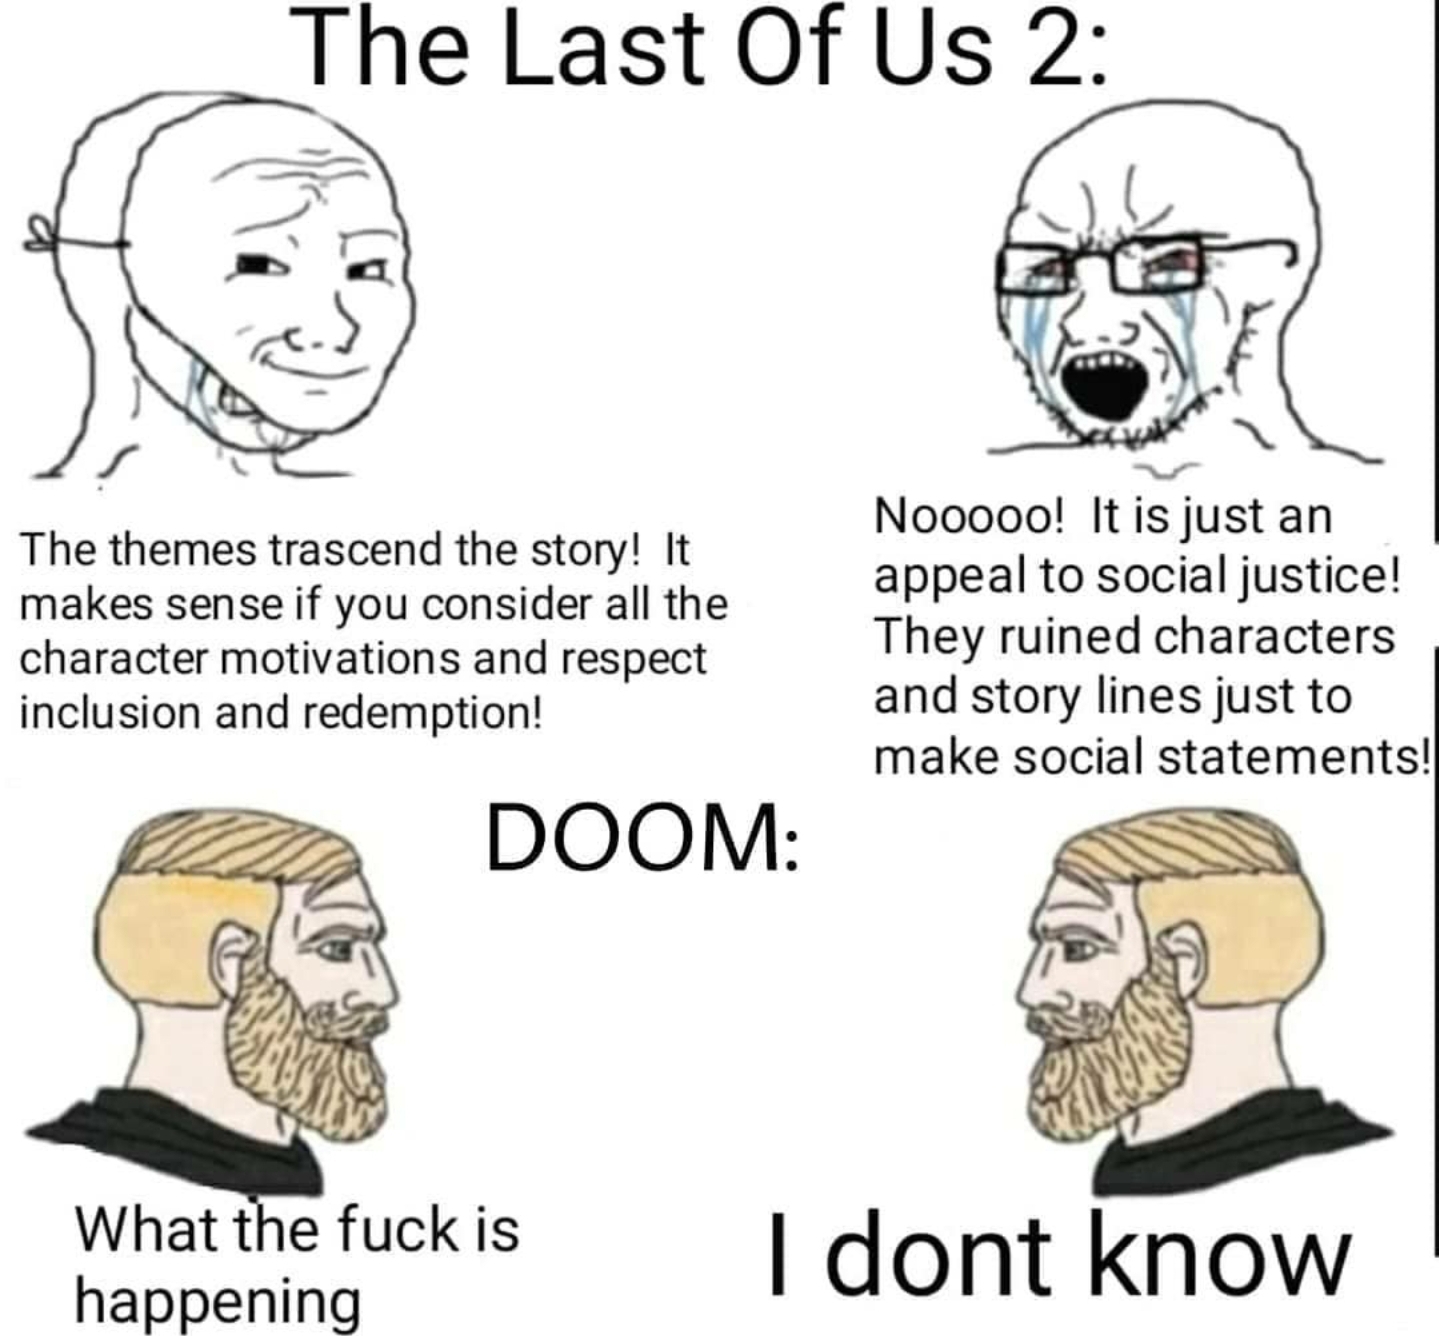 The Last Of Us 2:
The themes trascend the story! It
makes sense if you consider all the
character motivations and respect
inclusion and redemption!
Nooooo! It is just an
appeal to social justice!
They ruined characters
and story lines just to
make social statements!
DOOM:
What the fuck is
happening
I dont know